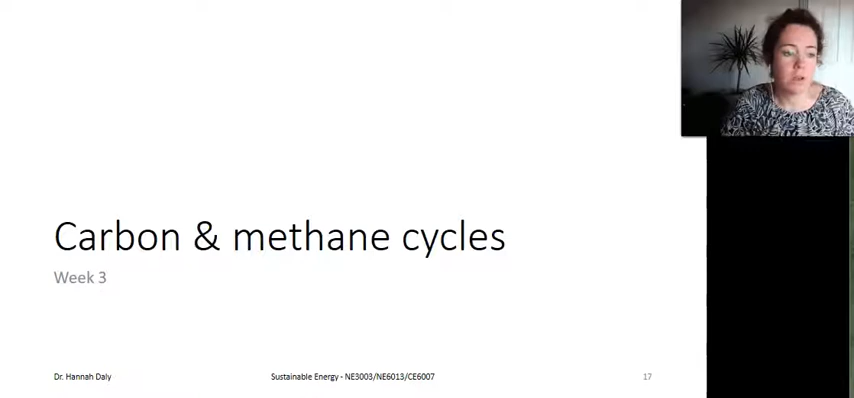 Carbon & methane cycles
Week 3
Dr. Hannah Daly
Sustainable Energy - NE3003/NE6013/CE6007
17